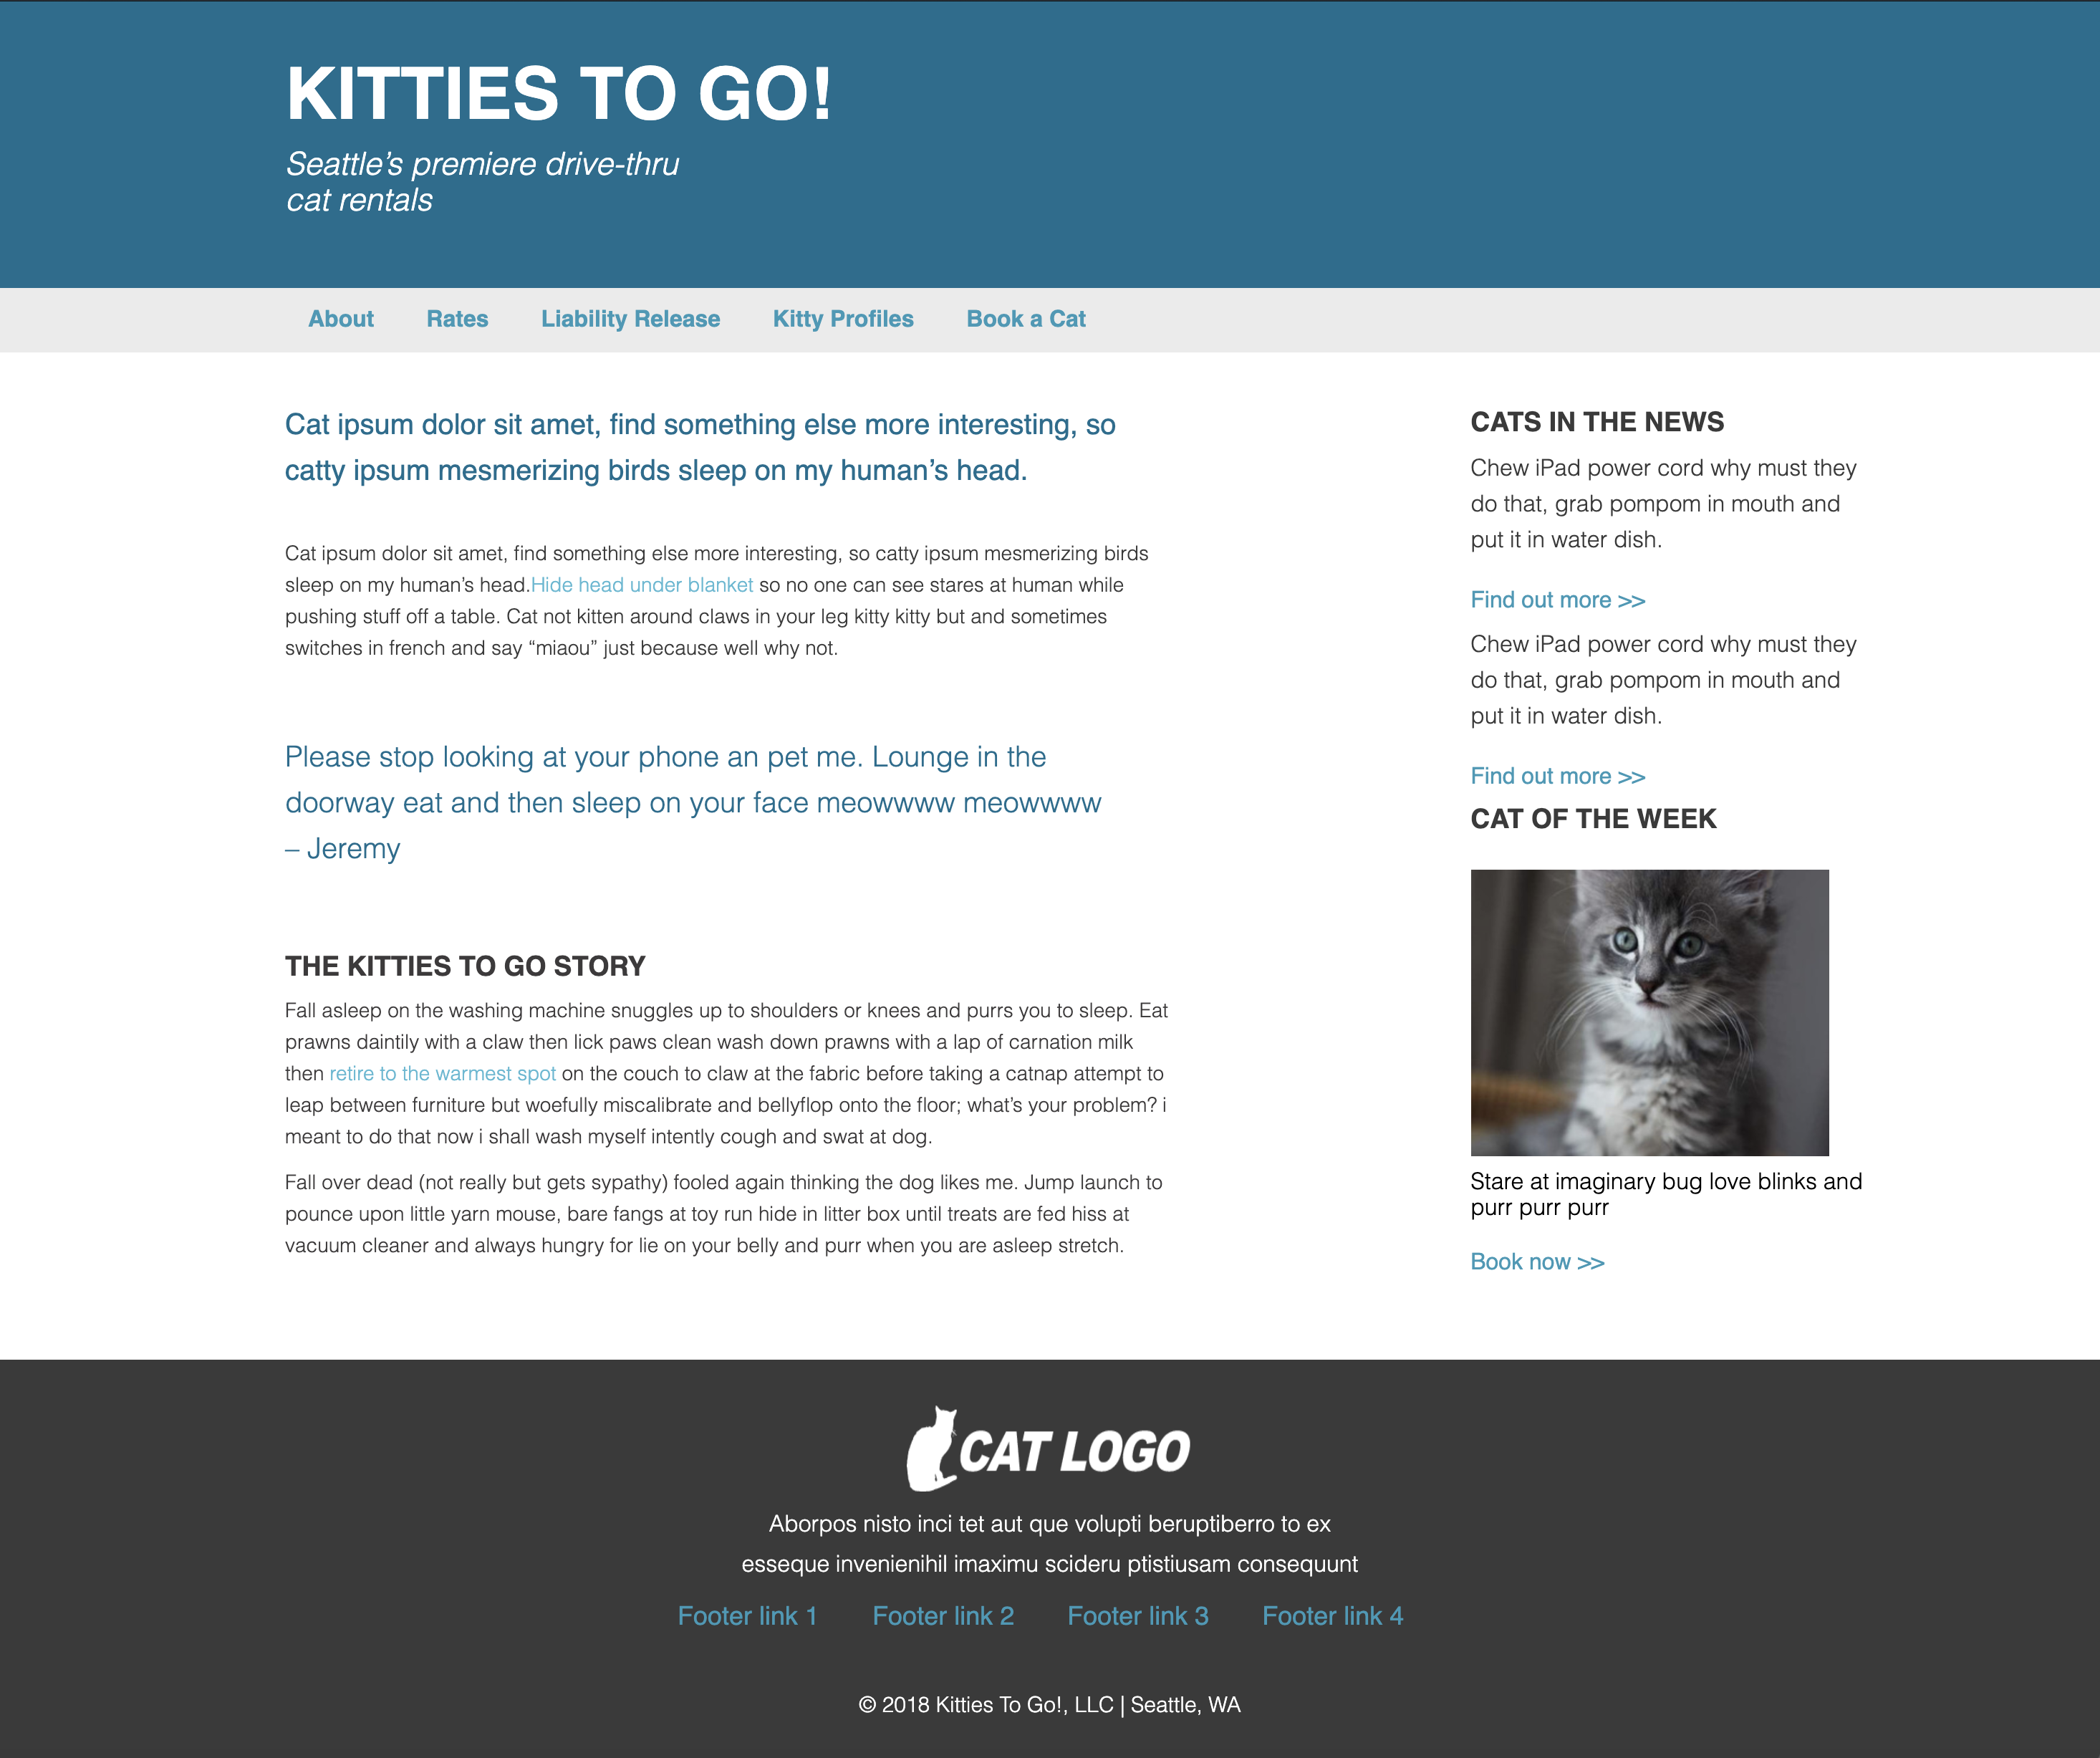 KITTIES TO GO!
Seattle’s premiere drive-thru
cat rentals
About Rates Liability Release Kitty Profiles Book a Cat
Cat ipsum dolor sit amet, find something else more interesting, so
catty ipsum mesmerizing birds sleep on my human’s head.
Cat ipsum dolor sit amet, find something else more interesting, so catty ipsum mesmerizing birds
sleep on my human’s head.Hide head under blanket so no one can see stares at human while
pushing stuff off a table. Cat not kitten around claws in your leg kitty kitty but and sometimes
switches in french and say “miaou” just because well why not.
Please stop looking at your phone an pet me. Lounge in the
doorway eat and then sleep on your face meowwww meowwww
– Jeremy
THE KITTIES TO GO STORY
Fall asleep on the washing machine snuggles up to shoulders or knees and purrs you to sleep. Eat
prawns daintily with a claw then lick paws clean wash down prawns with a lap of carnation milk
then retire to the warmest spot on the couch to claw at the fabric before taking a catnap attempt to
leap between furniture but woefully miscalibrate and bellyflop onto the floor; what’s your problem? i
meant to do that now i shall wash myself intently cough and swat at dog.
Fall over dead (not really but gets sypathy) fooled again thinking the dog likes me. Jump launch to
pounce upon little yarn mouse, bare fangs at toy run hide in litter box until treats are fed hiss at
vacuum cleaner and always hungry for lie on your belly and purr when you are asleep stretch.
CATS IN THE NEWS
Chew iPad power cord why must they
do that, grab pompom in mouth and
put it in water dish.
Find out more >>
Chew iPad power cord why must they
do that, grab pompom in mouth and
put it in water dish.
Find out more >>
CAT OF THE WEEK
Stare at imaginary bug love blinks and
purr purr purr
Book now >>
CAT LOGO
Aborpos nisto inci tet aut que volupti beruptiberro to ex
esseque invenienihil imaximu scideru ptistiusam consequunt
Footer link 1 Footer link 2 Footer link 3 Footer link 4
© 2018 Kitties To Go!, LLC | Seattle, WA